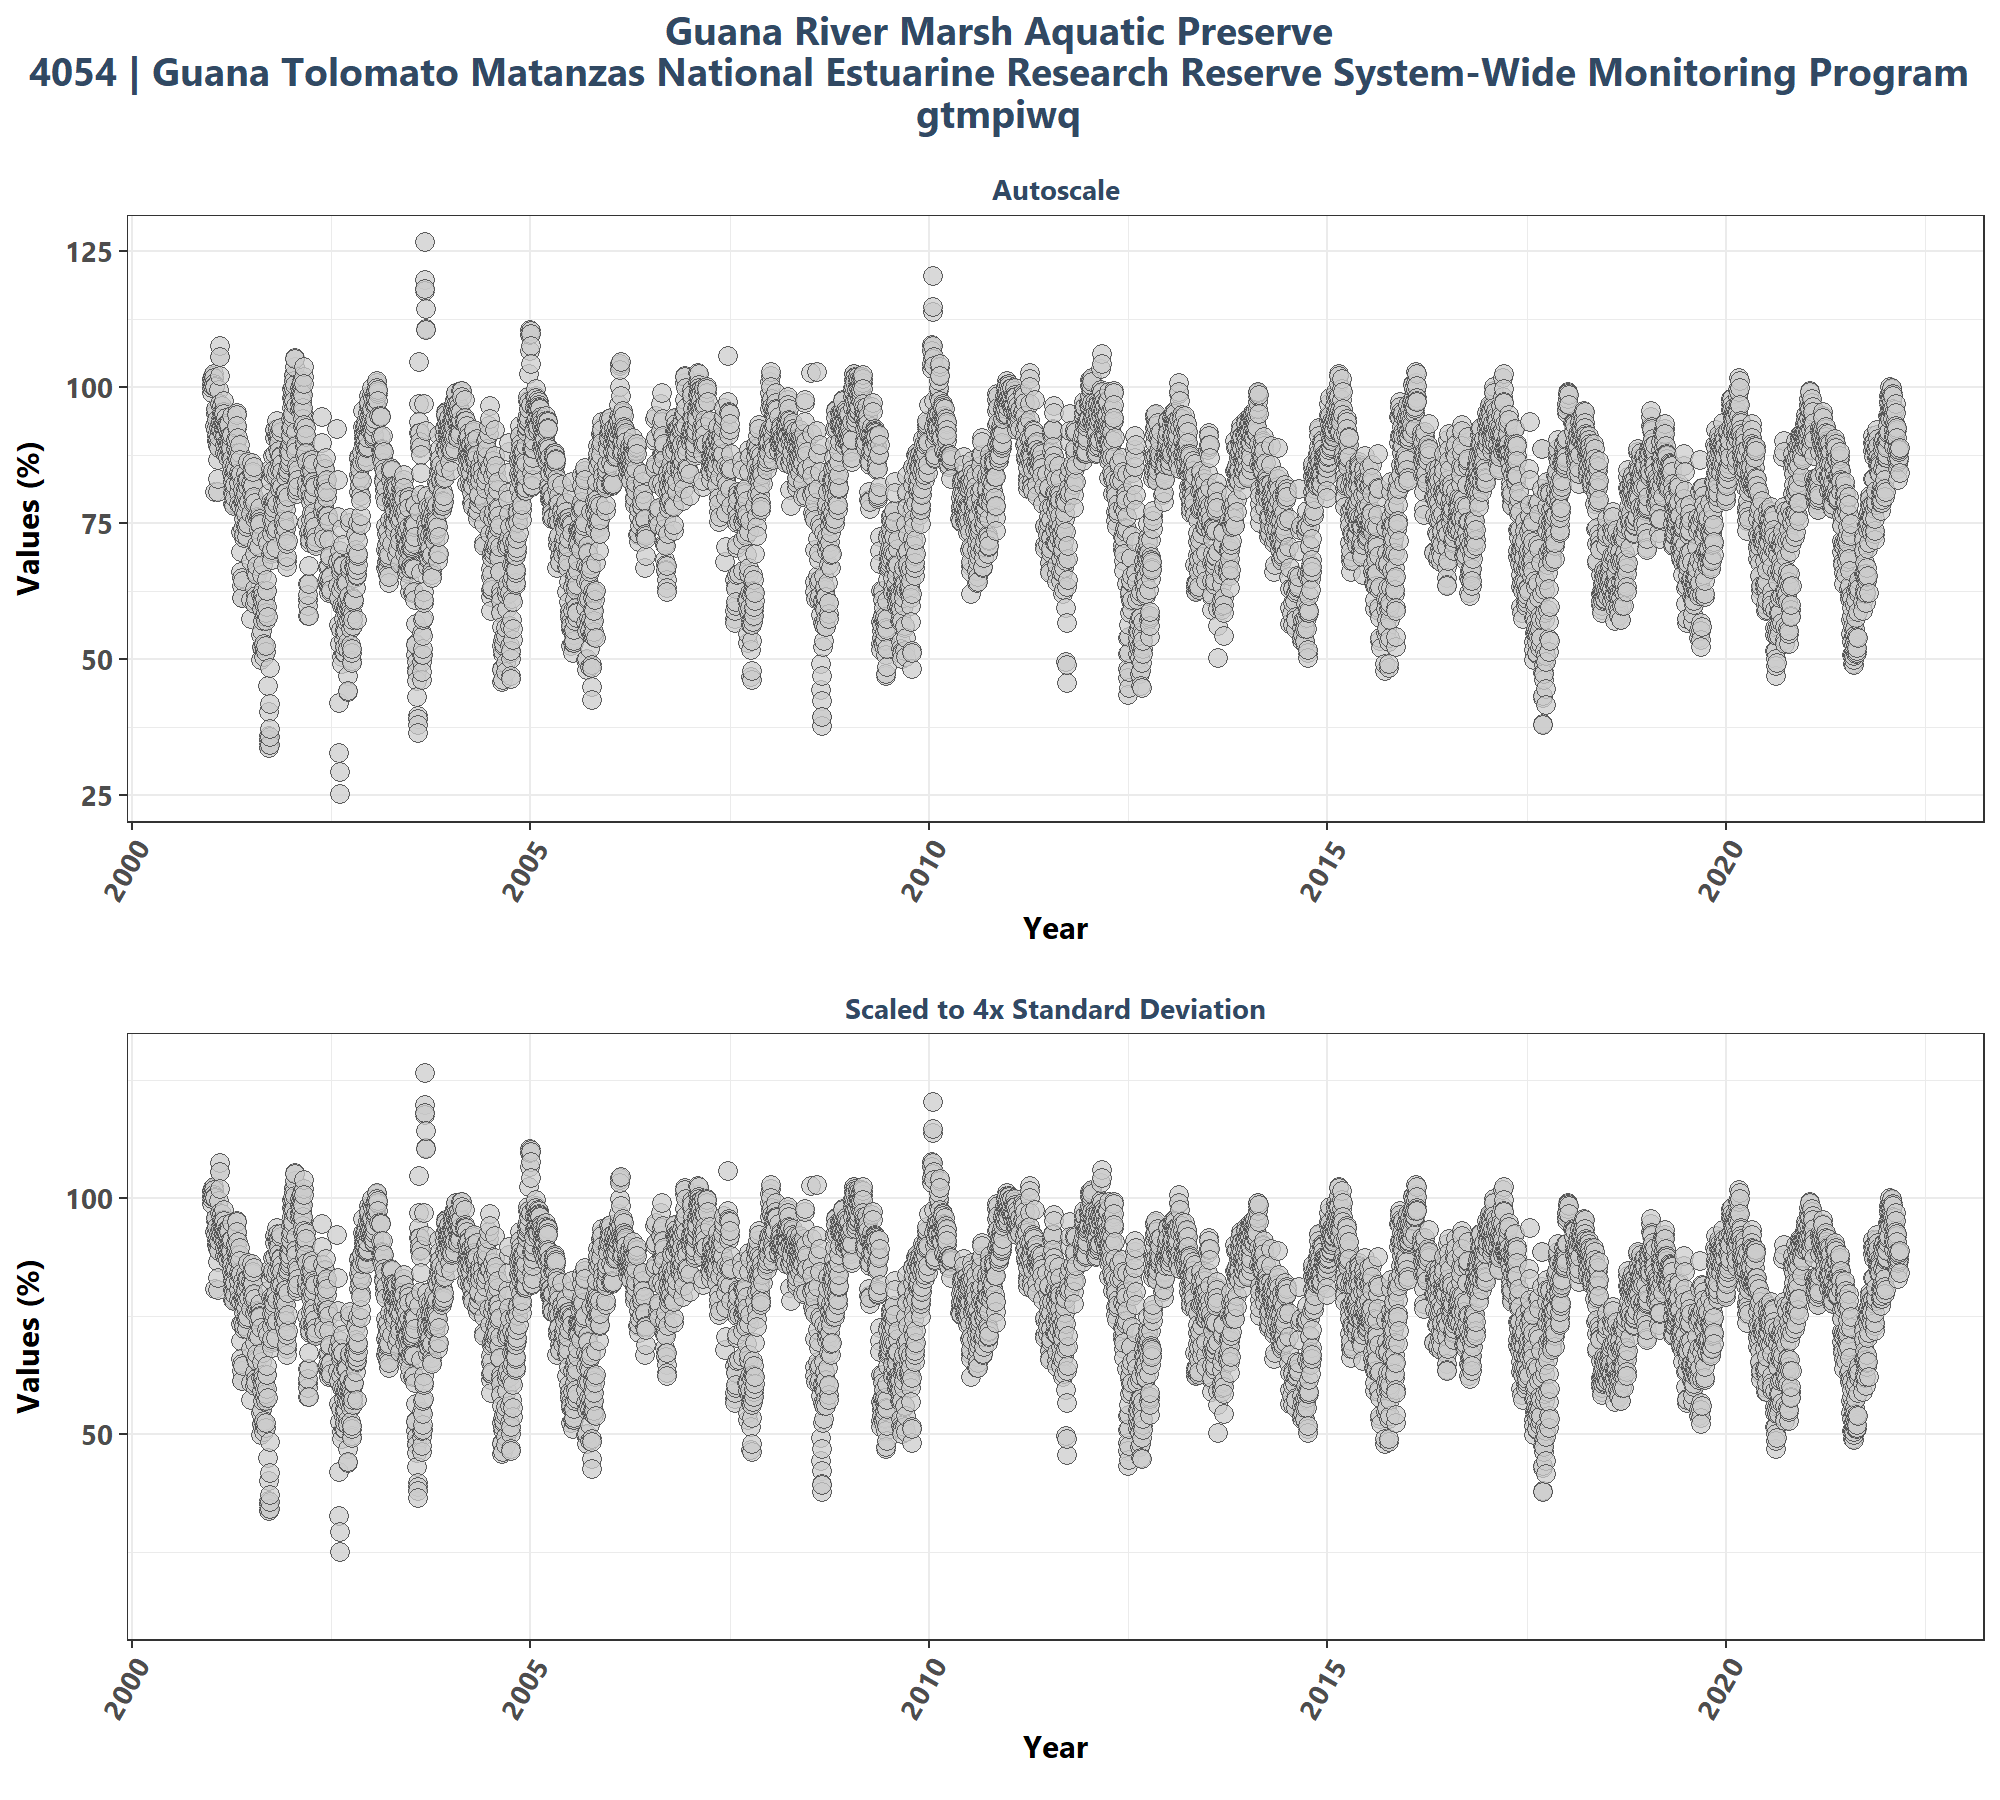 Guana River Marsh Aquatic Preserve
4054 | Guana Tolomato Matanzas National Estuarine Research Reserve System-Wide Monitoring Program
gtmpiwq
Autoscale
Values (%)
125
100
75
50
25
2000 2005 2010 2015 2020
Year
Scaled to 4x Standard Deviation
Values (%)
100
50
2000 2005 2010 2015 2020
Year